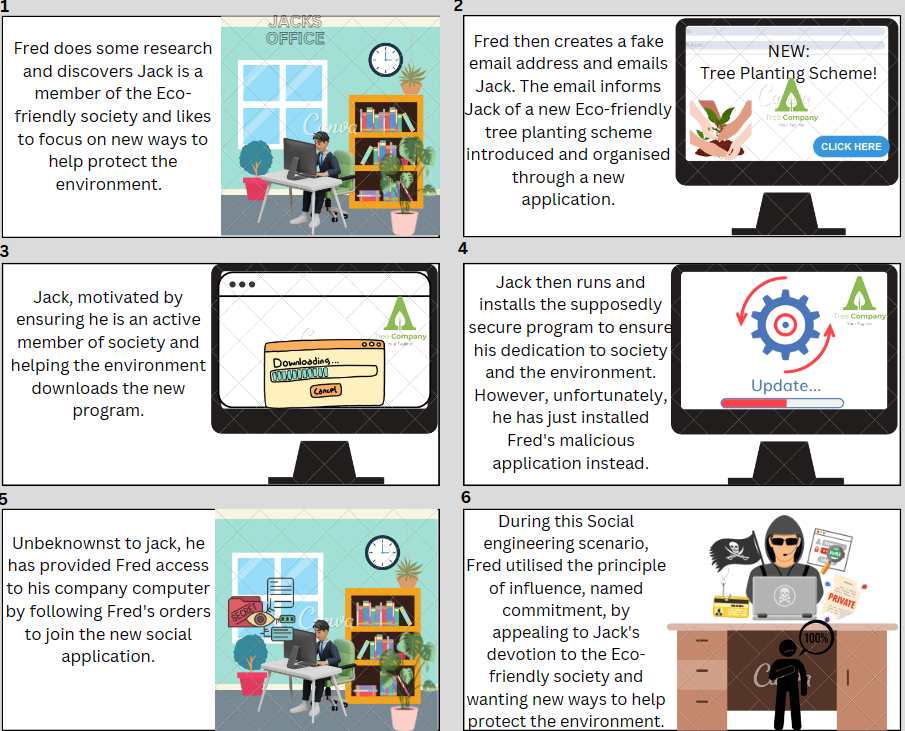 1
Fred does some research
and discovers Jack is a
member of the Eco-
friendly society and likes
to focus on new ways to
help protect the
environment.
JACKS
OFFICE
Canva
2
Fred then creates a fake
email address and emails
Jack. The email informs
Jack of a new Eco-friendly
tree planting scheme
introduced and organised
through a new
application.
NEW:
Tree Planting Scheme!
Tree Company
Your Tagline
CLICK HERE
3
Jack, motivated by
ensuring he is an active
member of society and
helping the environment
downloads the new
program.
Tree Company
Your Tagline
Downloading...
Cancel
4
Jack then runs and
installs the supposedly
secure program to ensure
his dedication to society
and the environment.
However, unfortunately,
he has just installed
Fred's malicious
application instead.
Tree Company
Your Tagline
Update...
5
Unbeknownst to jack, he
has provided Fred access
to his company computer
by following Fred's orders
to join the new social
application.
SECRET
Canva
6
During this Social
engineering scenario,
Fred utilised the principle
of influence, named
commitment, by
appealing to Jack's
devotion to the Eco-
friendly society and
wanting new ways to help
protect the environment.
PRIVATE
100%